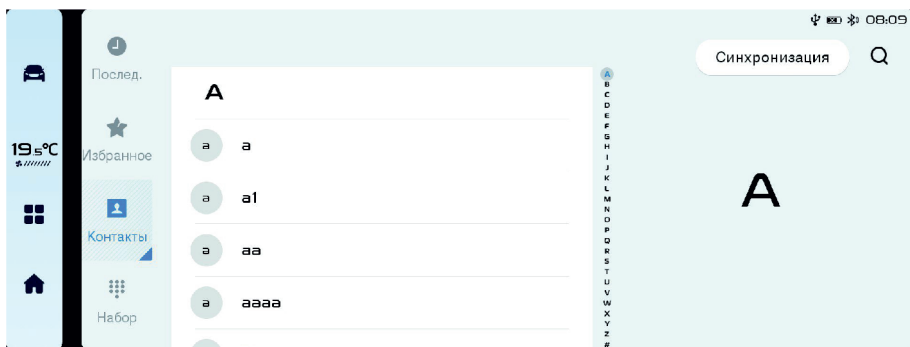 08:09
19.5°C
Послед.
Избранное
Контакты
Набор
A
a a
a a1
a aa
a aaaa
A
B
C
D
E
F
G
H
I
J
K
L
M
N
O
P
Q
R
S
T
U
V
W
X
Y
Z
#
Синхронизация
A